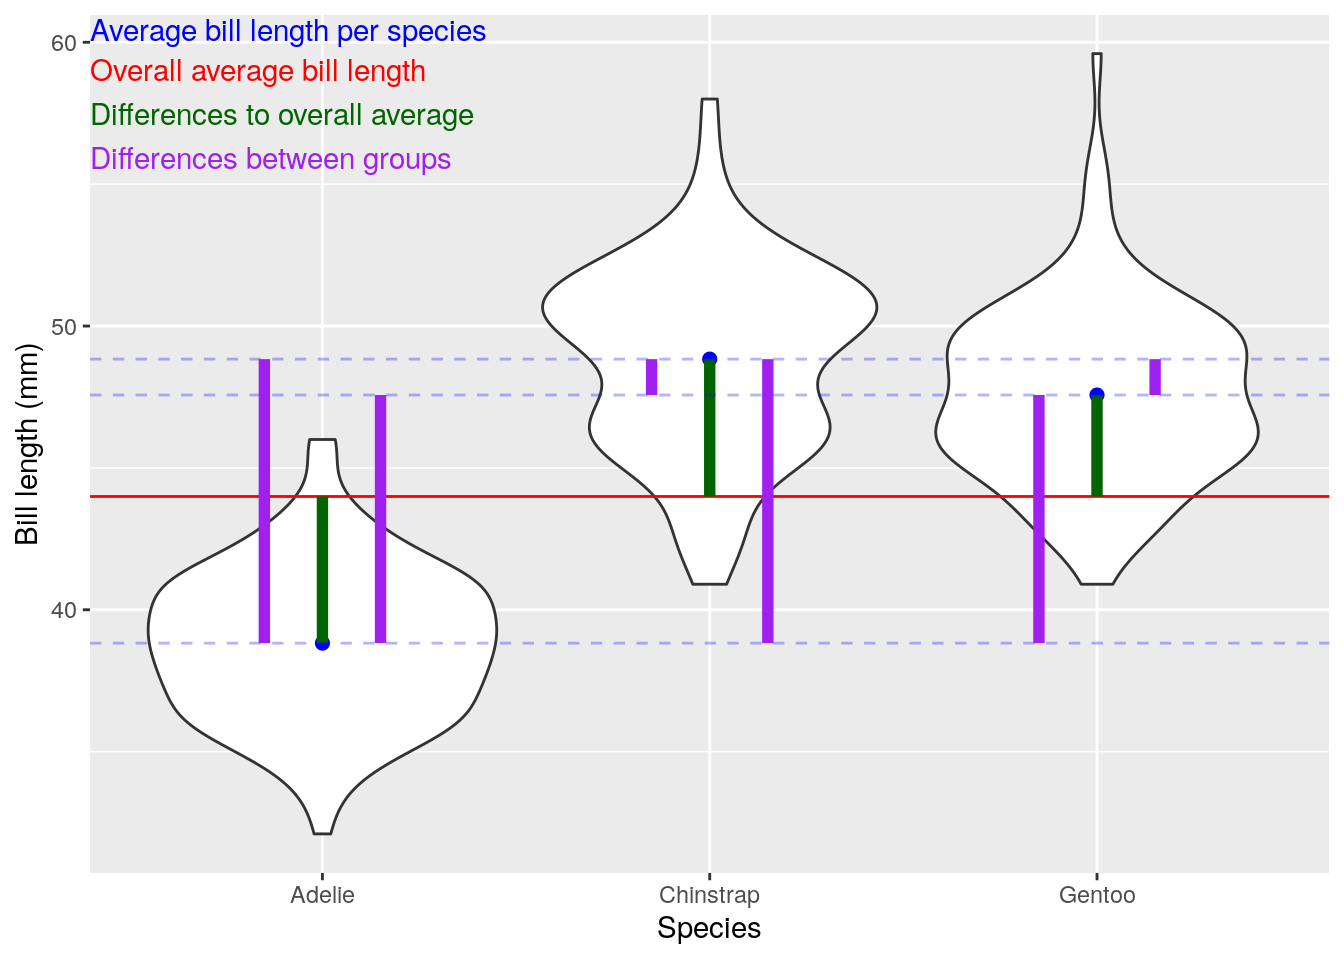 Average bill length per species
Overall average bill length
Differences to overall average
Differences between groups
60
50
40
Bill length (mm)
Adelie
Chinstrap
Gentoo
Species